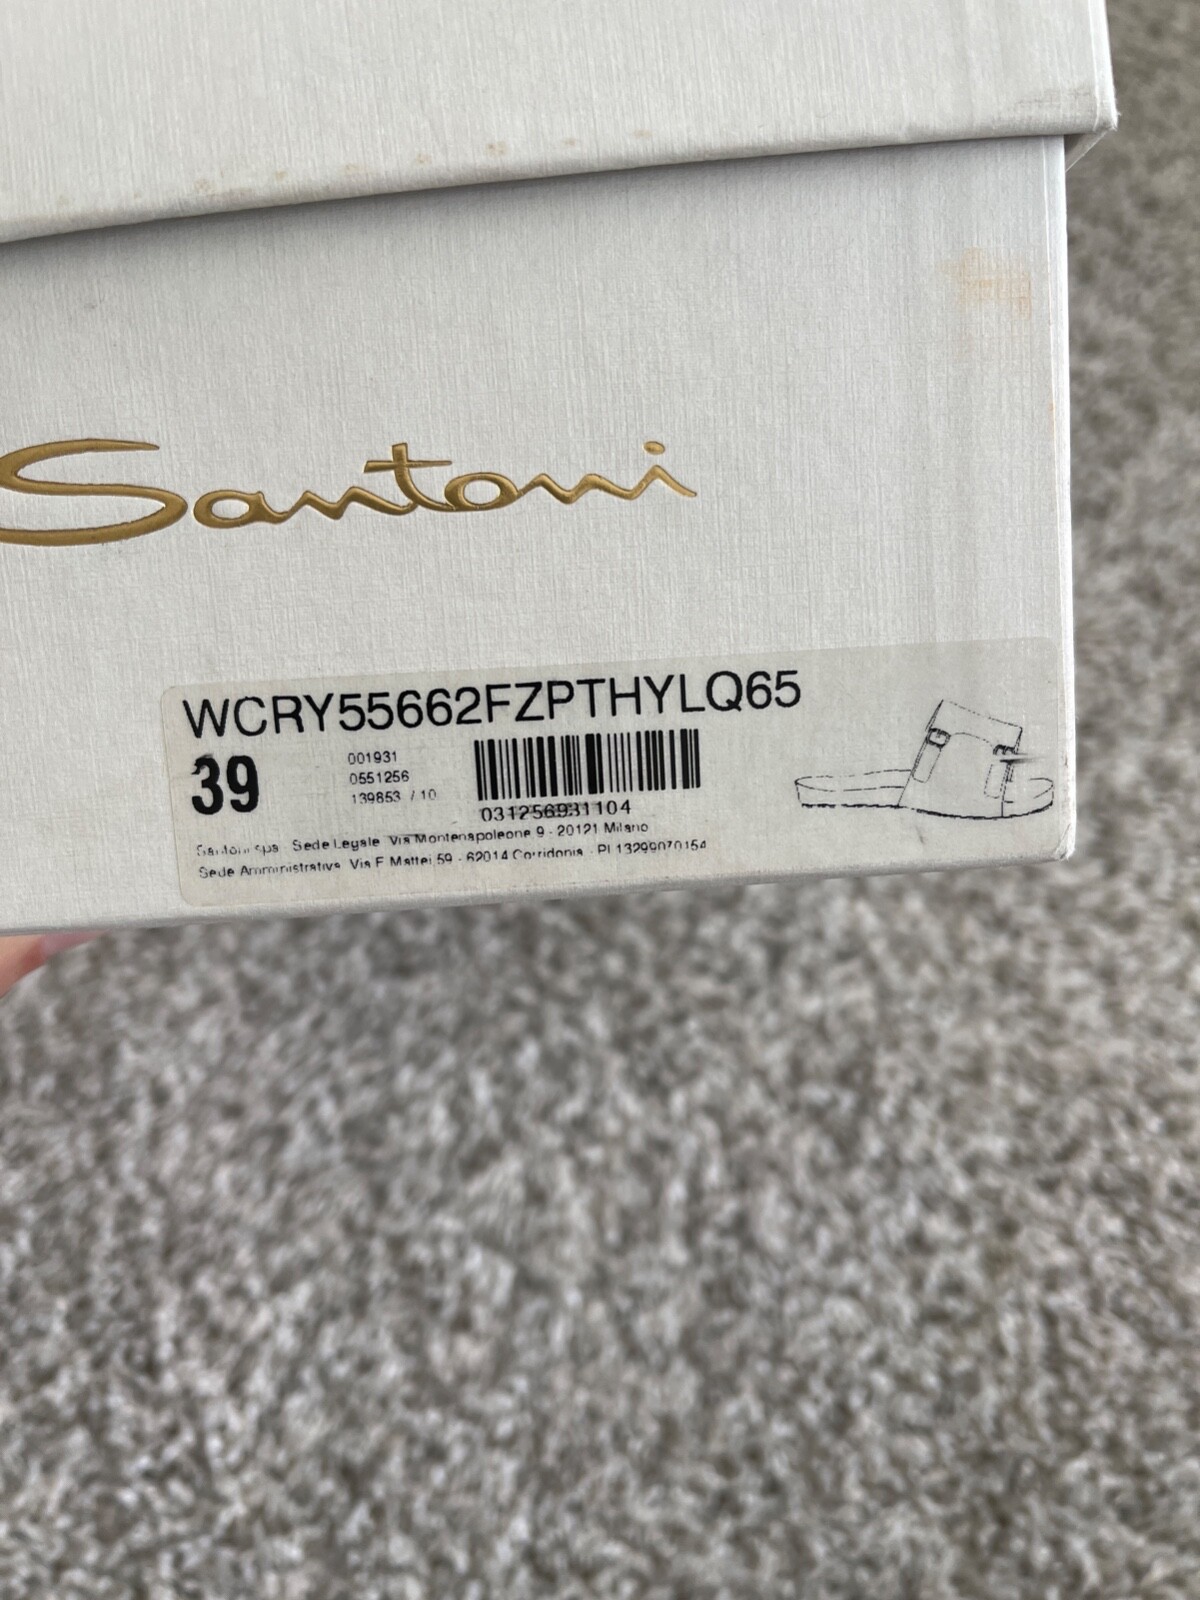 Santoni
WCRY55662FZPTHYLQ65
39
001931
0551256
139853 / 10
031256931104
Santoni spa Sede Legale Via Montenapoleone 9 - 20121 Milano
Sede Amministrativa Via F Mattei 59 - 62014 Corridonia - PI 13299070154